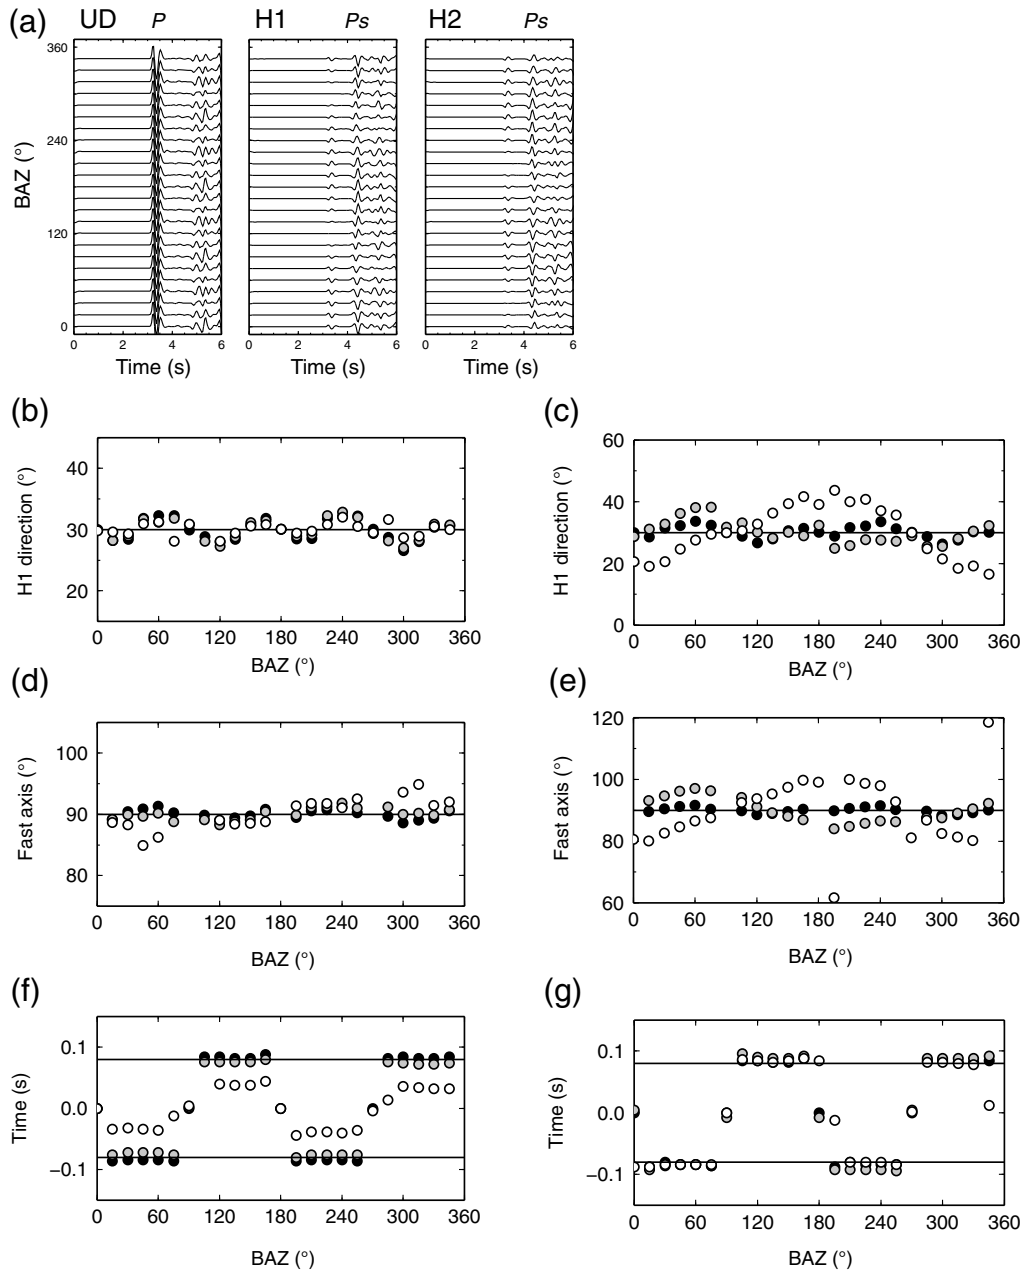 (a) UD P H1 Ps H2 Ps
360
240
120
0
BAZ (°)
0 2 4 6 0 2 4 6 0 2 4 6
Time (s) Time (s) Time (s)
(b) (c)
40
30
20
H1 direction (°)
0 60 120 180 240 300 360
BAZ (°)
60
40
20
0
H1 direction (°)
0 60 120 180 240 300 360
BAZ (°)
(d) (e)
100
90
80
Fast axis (°)
0 60 120 180 240 300 360
BAZ (°)
120
100
80
60
Fast axis (°)
0 60 120 180 240 300 360
BAZ (°)
(f) (g)
0.1
0.0
−0.1
Time (s)
0 60 120 180 240 300 360
BAZ (°)
0.1
0.0
−0.1
Time (s)
0 60 120 180 240 300 360
BAZ (°)